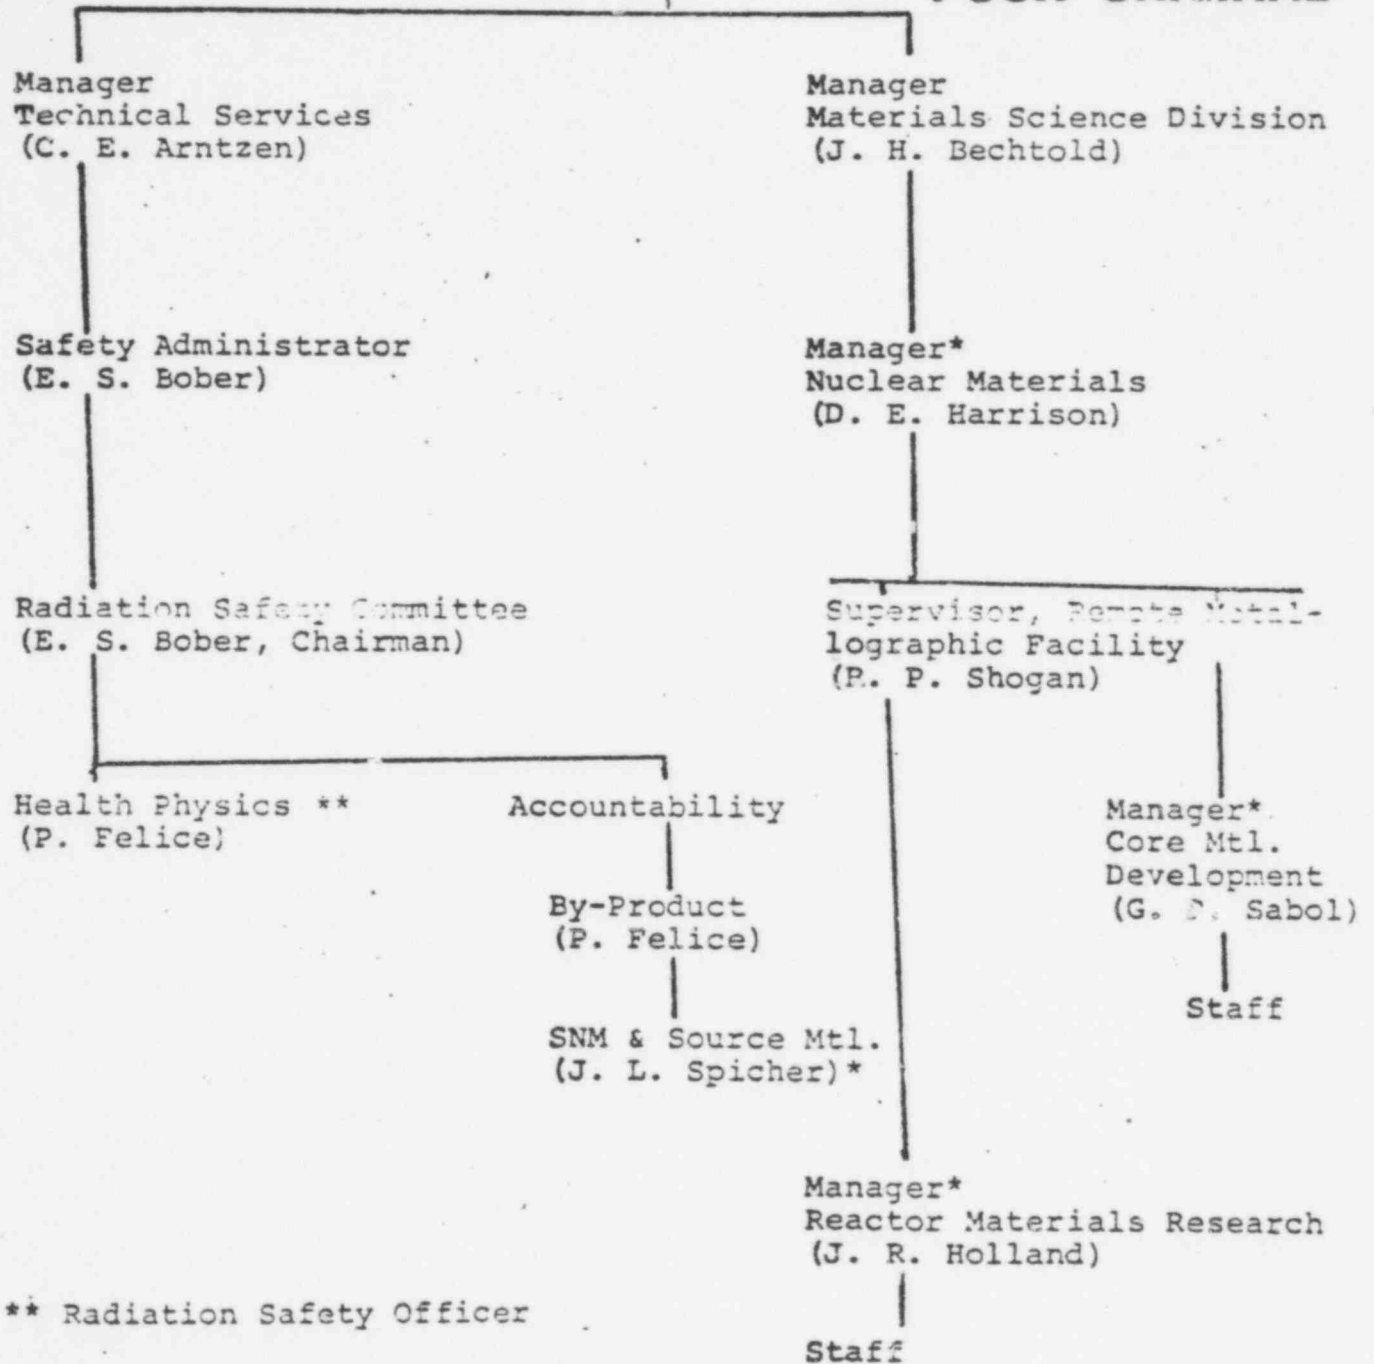 Manager
Technical Services
(C. E. Arntzen)
Manager
Materials Science Division
(J. H. Bechtold)
Safety Administrator
(E. S. Bober)
Manager*
Nuclear Materials
(D. E. Harrison)
Radiation Safety Committee
(E. S. Bober, Chairman)
Supervisor, Remote Metal-
lographic Facility
(R. P. Shogan)
Health Physics **
(P. Felice)
Accountability
By-Product
(P. Felice)
SNM & Source Mtl.
(J. L. Spicher)*
Manager*
Core Mtl.
Development
(G. Sabol)
Staff
Manager*
Reactor Materials Research
(J. R. Holland)
Staff
** Radiation Safety Officer